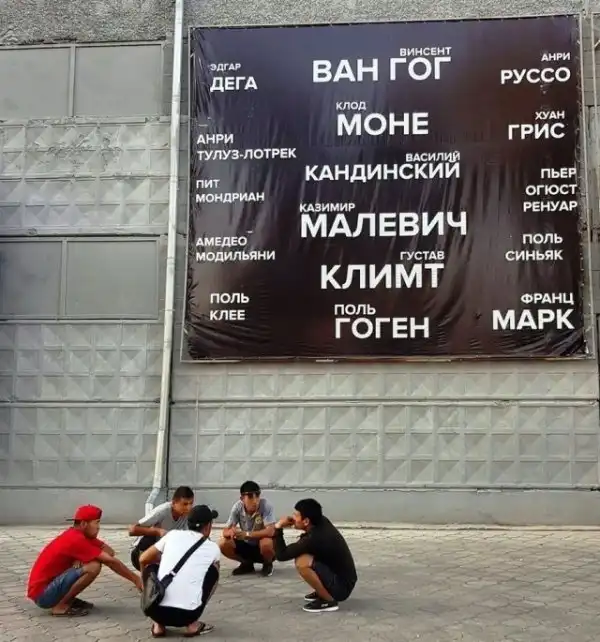 ЭДГАР
ДЕГА
АНРИ
ТУЛУЗ-ЛОТРЕК
ПИТ
МОНДРИАН
АМЕДЕО
МОДИЛЬЯНИ
ПОЛЬ
КЛЕЕ
ВИНСЕНТ
ВАН ГОГ
КЛОД
МОНЕ
ВАСИЛИЙ
КАНДИНСКИЙ
КАЗИМИР
МАЛЕВИЧ
ГУСТАВ
КЛИМТ
ПОЛЬ
ГОГЕН
АНРИ
РУССО
ХУАН
ГРИС
ПЬЕР
ОГЮСТ
РЕНУАР
ПОЛЬ
СИНЬЯК
ФРАНЦ
МАРК